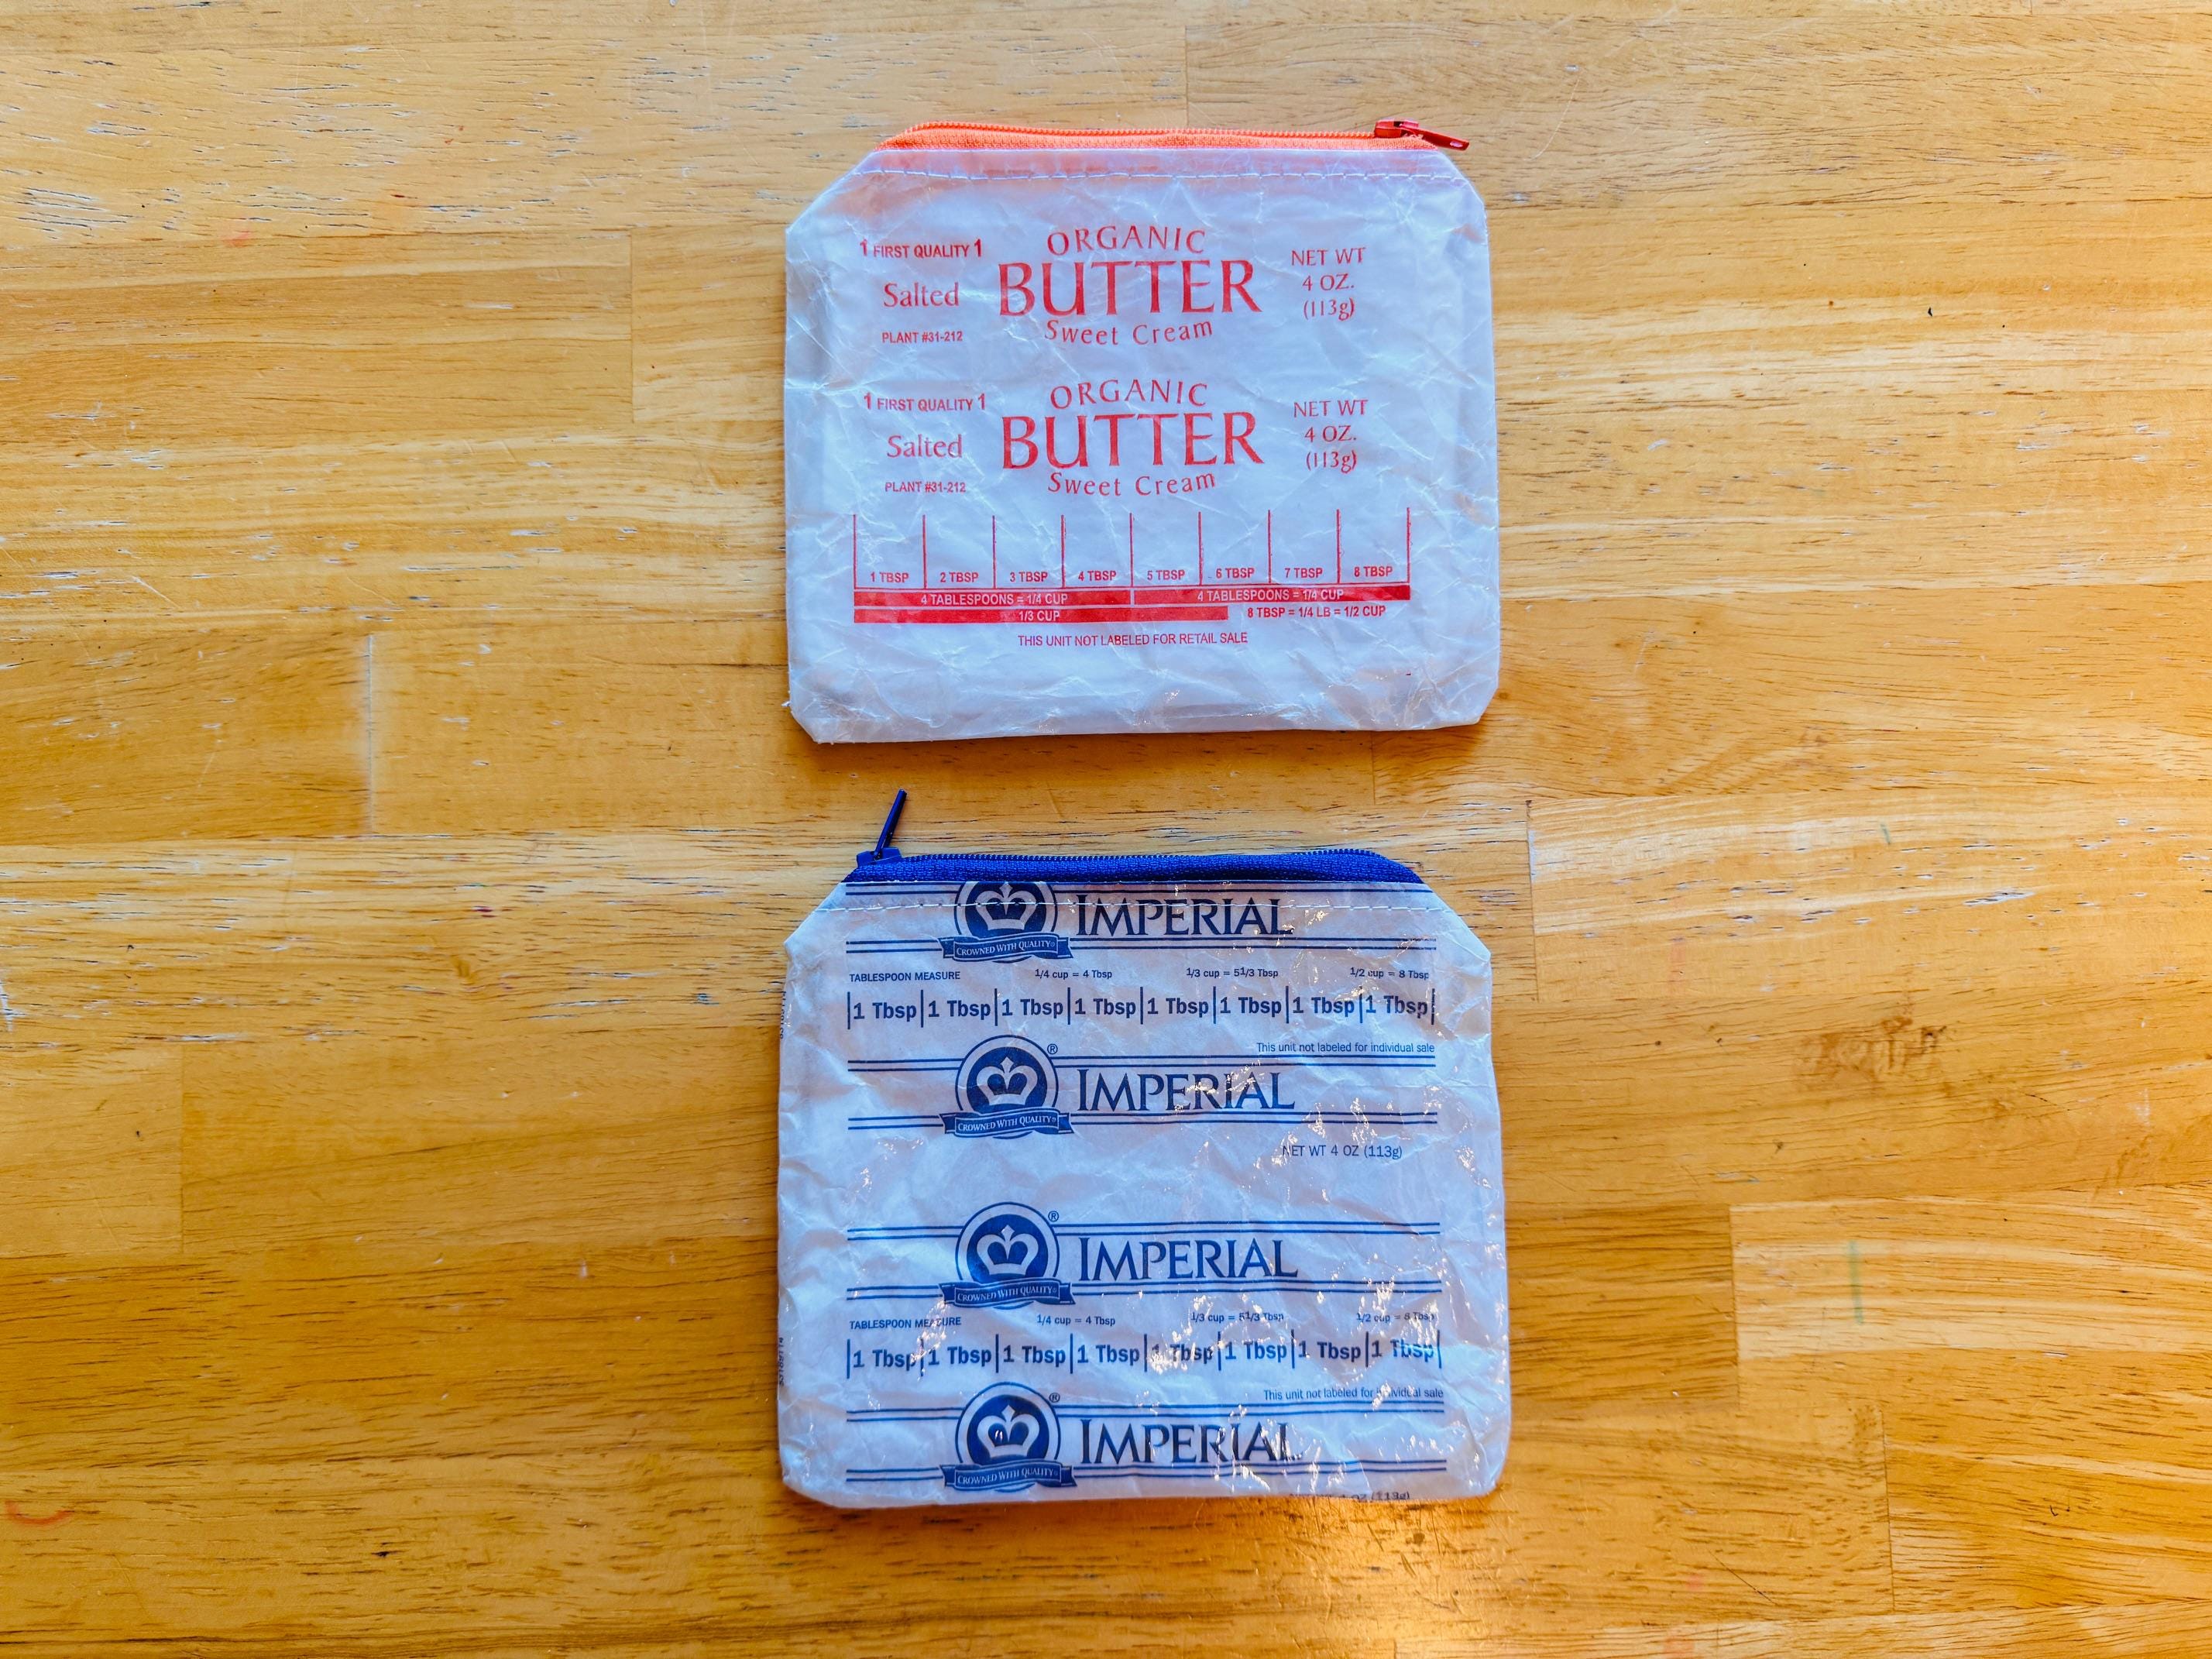 1 FIRST QUALITY 1
Salted
PLANT #31-212
ORGANIC
BUTTER
Sweet Cream
NET WT
4 OZ.
(113g)
1 FIRST QUALITY 1
Salted
PLANT #31-212
ORGANIC
BUTTER
Sweet Cream
NET WT
4 OZ.
(113g)
1 TBSP 2 TBSP 3 TBSP 4 TBSP 5 TBSP 6 TBSP 7 TBSP 8 TBSP
4 TABLESPOONS = 1/4 CUP 4 TABLESPOONS = 1/4 CUP
1/3 CUP 8 TBSP = 1/4 LB = 1/2 CUP
THIS UNIT NOT LABELED FOR RETAIL SALE
IMPERIAL
CROWNED WITH QUALITY®
TABLESPOON MEASURE 1/4 cup = 4 Tbsp 1/3 cup = 5 1/3 Tbsp 1/2 cup = 8 Tbsp
1 Tbsp 1 Tbsp 1 Tbsp 1 Tbsp 1 Tbsp 1 Tbsp 1 Tbsp 1 Tbsp
This unit not labeled for individual sale
® IMPERIAL
CROWNED WITH QUALITY®
NET WT 4 OZ (113g)
® IMPERIAL
CROWNED WITH QUALITY®
TABLESPOON MEASURE 1/4 cup = 4 Tbsp 1/3 cup = 5 1/3 Tbsp 1/2 cup = 8 Tbsp
1 Tbsp 1 Tbsp 1 Tbsp 1 Tbsp 1 Tbsp 1 Tbsp 1 Tbsp 1 Tbsp
This unit not labeled for individual sale
® IMPERIAL
CROWNED WITH QUALITY®
OZ (113g)